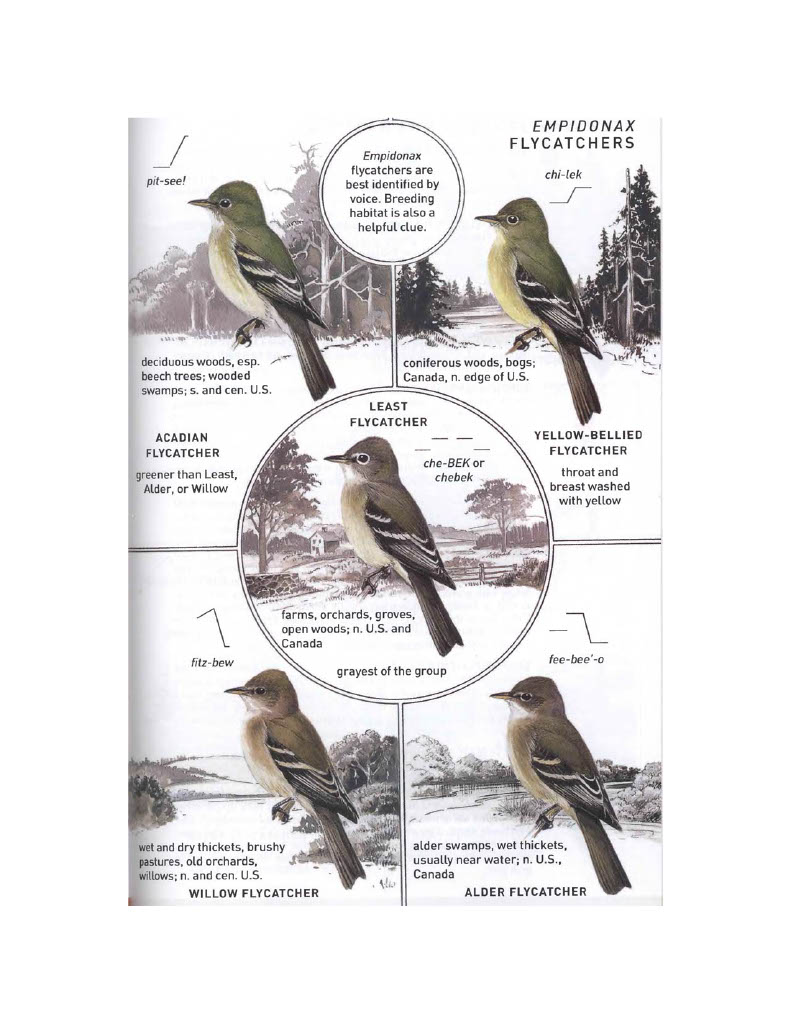 EMPIDONAX
FLYCATCHERS
Empidonax
flycatchers are
best identified by
voice. Breeding
habitat is also a
helpful clue.
pit-see!
deciduous woods, esp.
beech trees; wooded
swamps; s. and cen. U.S.
ACADIAN
FLYCATCHER
greener than Least,
Alder, or Willow
chi-lek
coniferous woods, bogs;
Canada, n. edge of U.S.
YELLOW-BELLIED
FLYCATCHER
throat and
breast washed
with yellow
LEAST
FLYCATCHER
che-BEK or
chebek
farms, orchards, groves,
open woods; n. U.S. and
Canada
grayest of the group
fitz-bew
wet and dry thickets, brushy
pastures, old orchards,
willows; n. and cen. U.S.
WILLOW FLYCATCHER
fee-bee'-o
alder swamps, wet thickets,
usually near water; n. U.S.,
Canada
ALDER FLYCATCHER